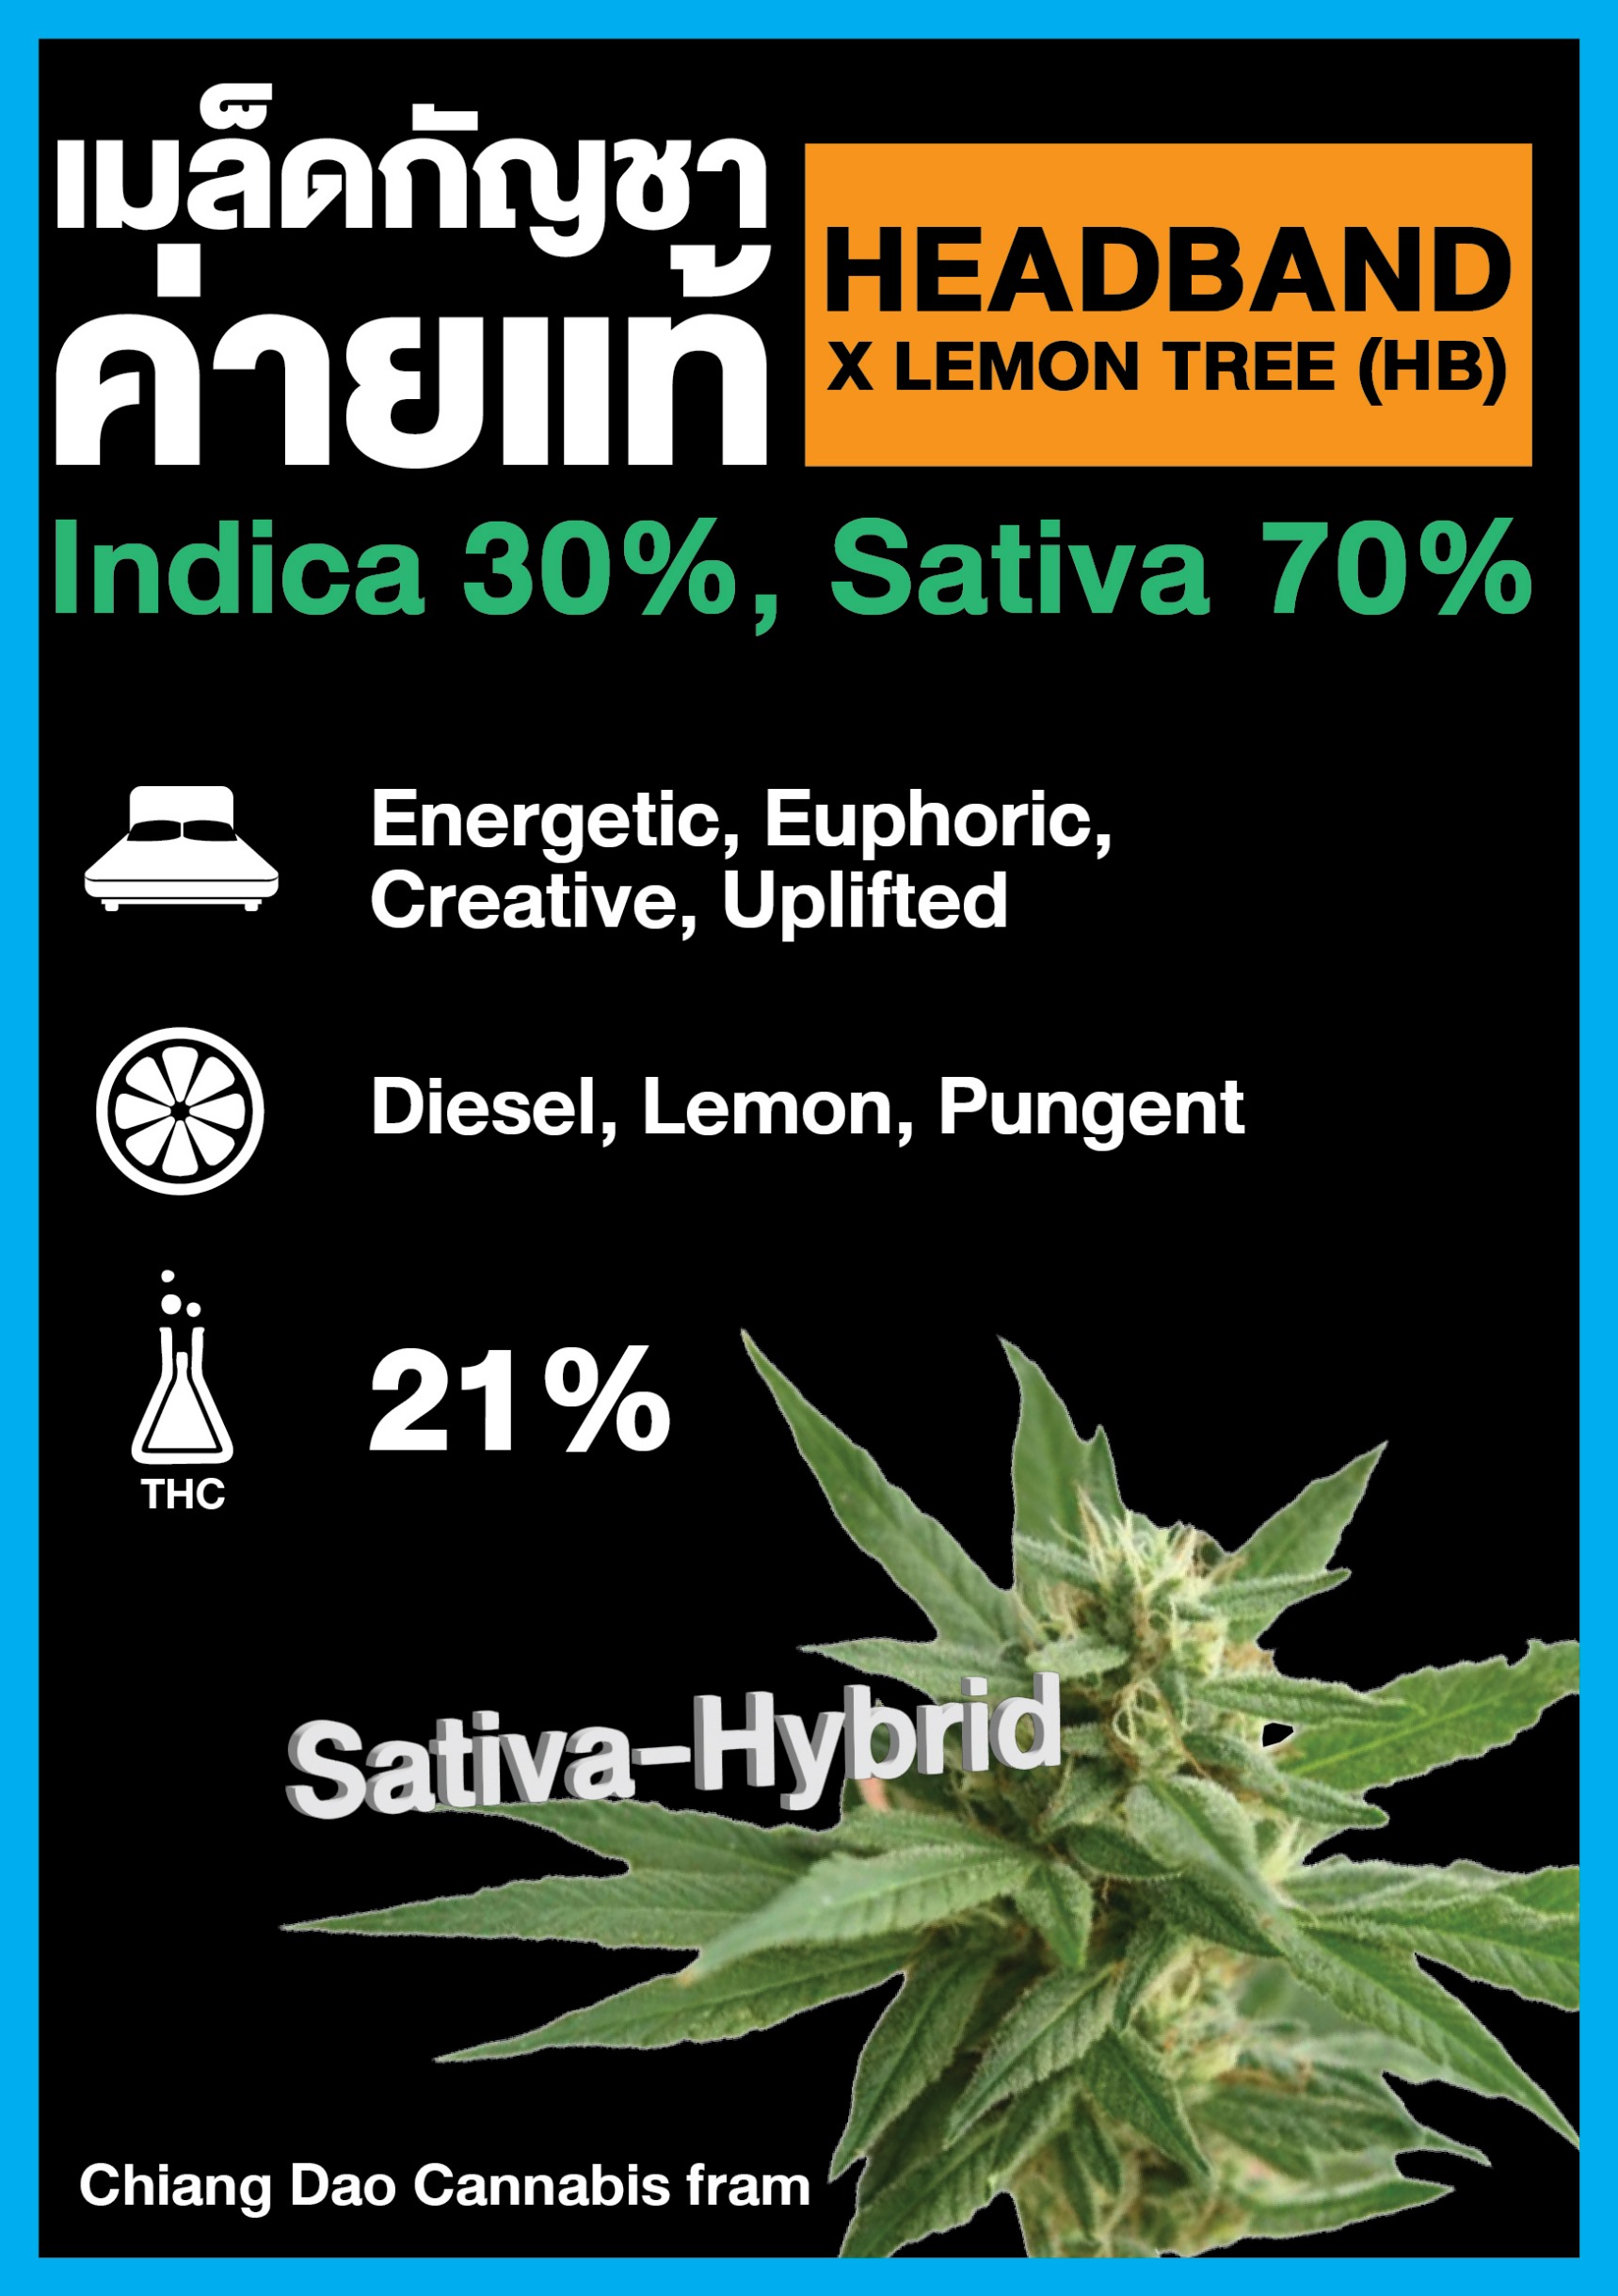 เมล็ดกัญชา
ค่ายแท้
HEADBAND
X LEMON TREE (HB)
Indica 30%, Sativa 70%
Energetic, Euphoric,
Creative, Uplifted
Diesel, Lemon, Pungent
21%
THC
Sativa-Hybrid
Chiang Dao Cannabis fram